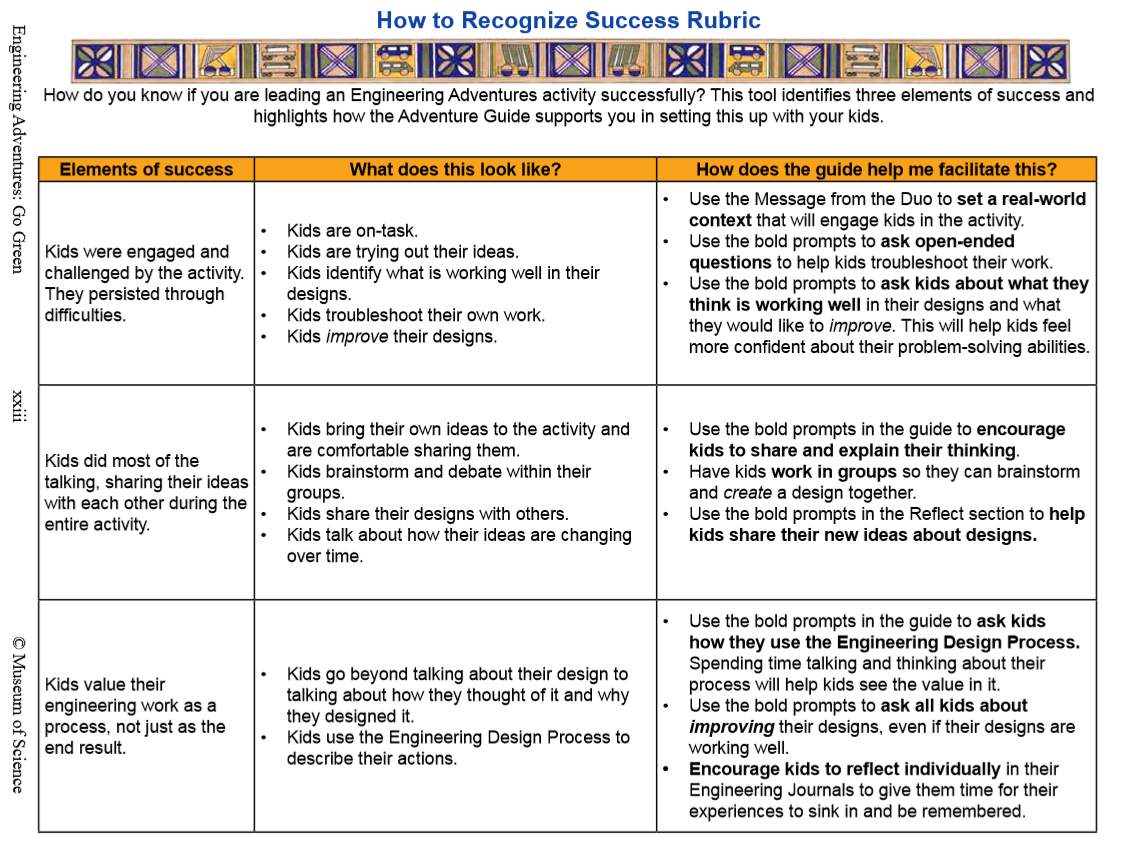 How to Recognize Success Rubric
How do you know if you are leading an Engineering Adventures activity successfully? This tool identifies three elements of success and
highlights how the Adventure Guide supports you in setting this up with your kids.
Elements of success
What does this look like?
How does the guide help me facilitate this?
Kids were engaged and
challenged by the activity.
They persisted through
difficulties.
• Kids are on-task.
• Kids are trying out their ideas.
• Kids identify what is working well in their
designs.
• Kids troubleshoot their own work.
• Kids improve their designs.
• Use the Message from the Duo to set a real-world
context that will engage kids in the activity.
• Use the bold prompts to ask open-ended
questions to help kids troubleshoot their work.
• Use the bold prompts to ask kids about what they
think is working well in their designs and what
they would like to improve. This will help kids feel
more confident about their problem-solving abilities.
Kids did most of the
talking, sharing their ideas
with each other during the
entire activity.
• Kids bring their own ideas to the activity and
are comfortable sharing them.
• Kids brainstorm and debate within their
groups.
• Kids share their designs with others.
• Kids talk about how their ideas are changing
over time.
• Use the bold prompts in the guide to encourage
kids to share and explain their thinking.
• Have kids work in groups so they can brainstorm
and create a design together.
• Use the bold prompts in the Reflect section to help
kids share their new ideas about designs.
Kids value their
engineering work as a
process, not just as the
end result.
• Kids go beyond talking about their design to
talking about how they thought of it and why
they designed it.
• Kids use the Engineering Design Process to
describe their actions.
• Use the bold prompts in the guide to ask kids
how they use the Engineering Design Process.
Spending time talking and thinking about their
process will help kids see the value in it.
• Use the bold prompts to ask all kids about
improving their designs, even if their designs are
working well.
• Encourage kids to reflect individually in their
Engineering Journals to give them time for their
experiences to sink in and be remembered.
Engineering Adventures: Go Green
xxiii
© Museum of Science